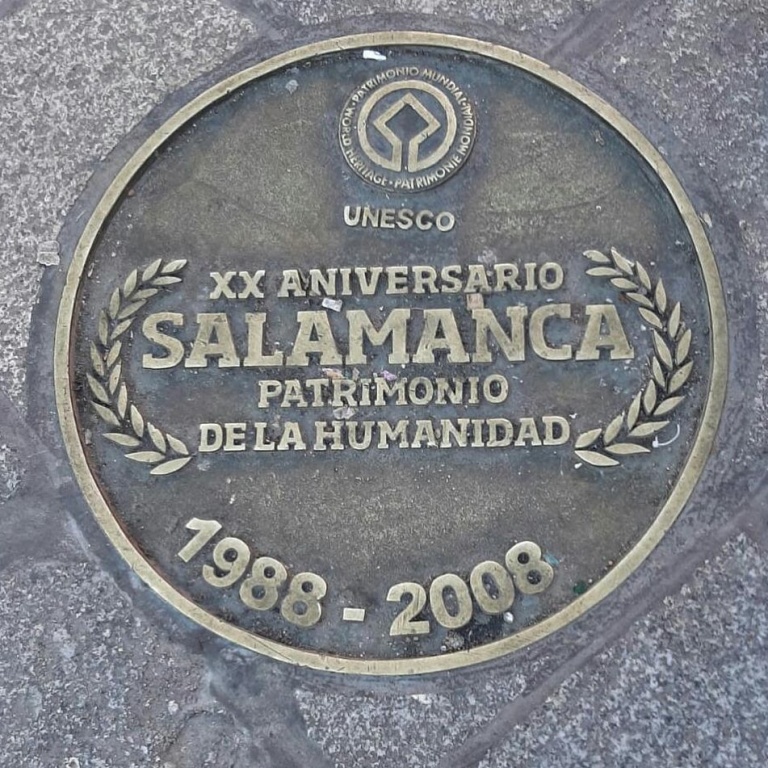 WORLD HERITAGE • PATRIMONIO MUNDIAL • PATRIMOINE MONDIAL •
UNESCO
XX ANIVERSARIO
SALAMANCA
PATRIMONIO
DE LA HUMANIDAD
1988 - 2008